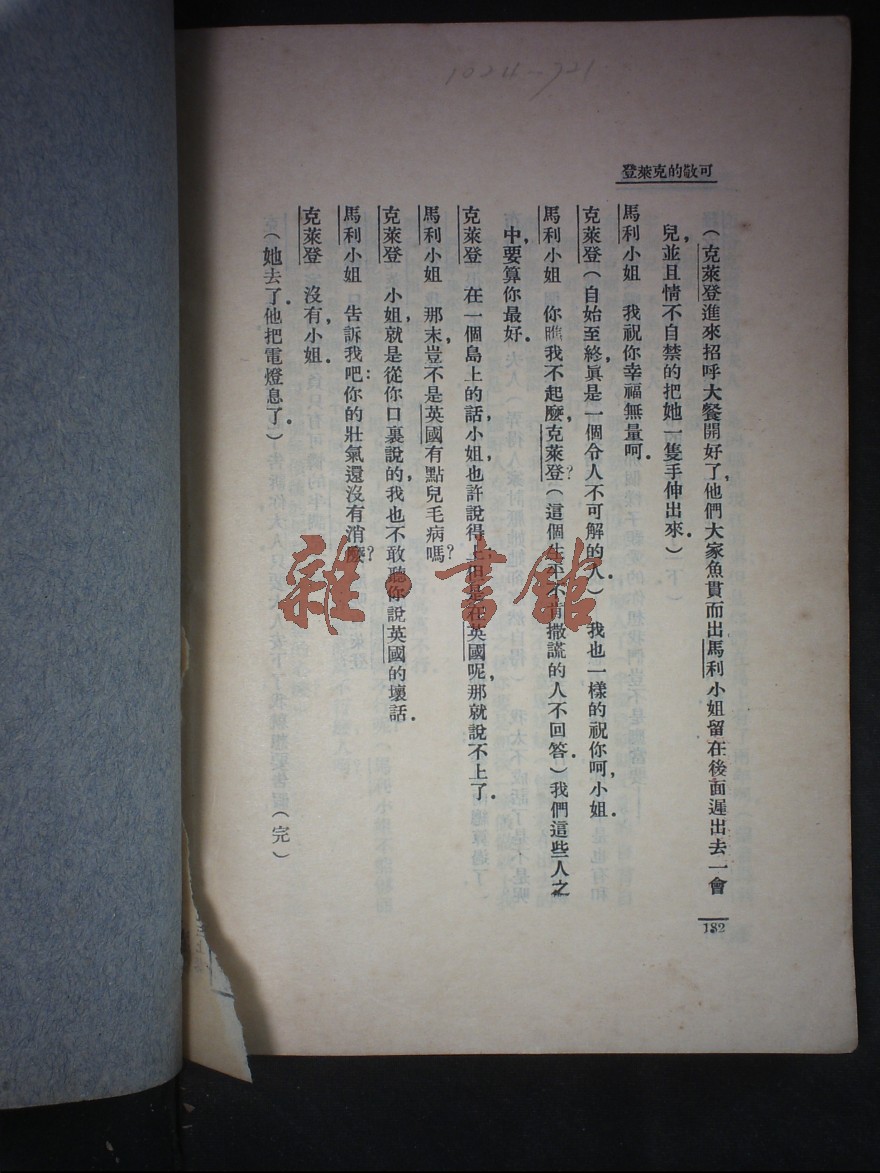 1024-721
可敬的克萊登
(克萊登進來招呼大餐開好了，他們大家魚貫而出馬利小姐留在後面遲出去一會
兒，並且情不自禁的把她一隻手伸出來。)
馬利小姐　我祝你幸福無量呵。
克萊登(自始至終眞是一個令人不可解的人)　我也一樣的祝你呵，小姐．
馬利小姐　你瞧我不起麼，克萊登？(這個生平不肯撒謊的人不回答)我們這些人之
中，要算你最好．
克萊登　在一個島上的話，小姐，也許說得上但是在英國呢，那就說不上了．
馬利小姐　那末，豈不是英國有點兒毛病嗎？
克萊登　小姐，就是從你口裏說的，我也不敢聽你說英國的壞話．
馬利小姐　告訴我吧：你的壯氣還沒有消麼？
克萊登　沒有，小姐．
(她去了．他把電燈息了．)　(完)
182
雜·書館